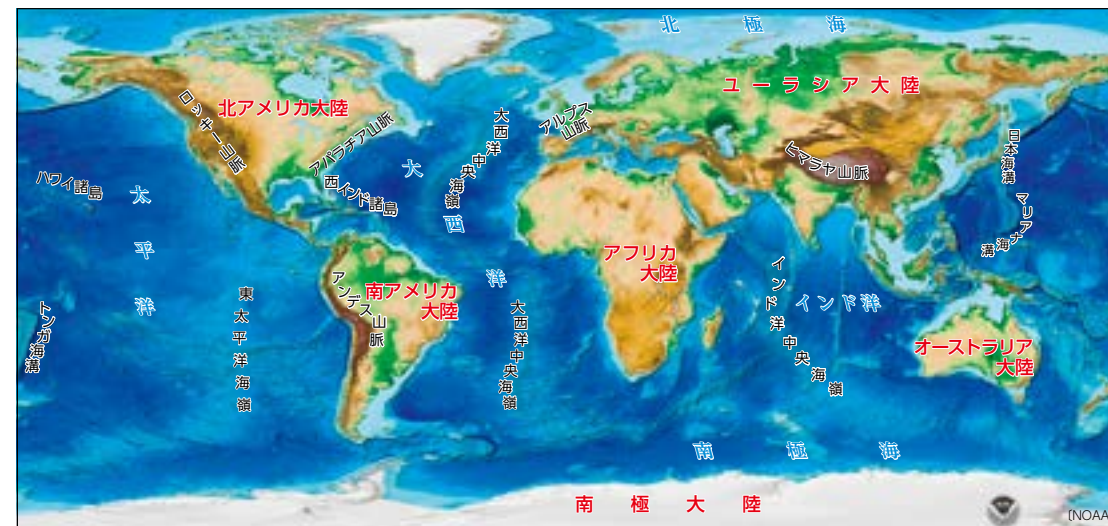 北極海
ユーラシア大陸
北アメリカ大陸
ロッキー山脈
アパラチア山脈
大西洋中央海嶺
アルプス
山脈
ヒマラヤ山脈
日本海溝
ハワイ諸島
西インド諸島
太平洋
大西洋
マリアナ海溝
アフリカ
大陸
アンデス山脈
南アメリカ
大陸
インド洋中央海嶺
インド洋
トンガ海溝
東太平洋海嶺
大西洋中央海嶺
オーストラリア
大陸
南極海
南極大陸
[NOAA